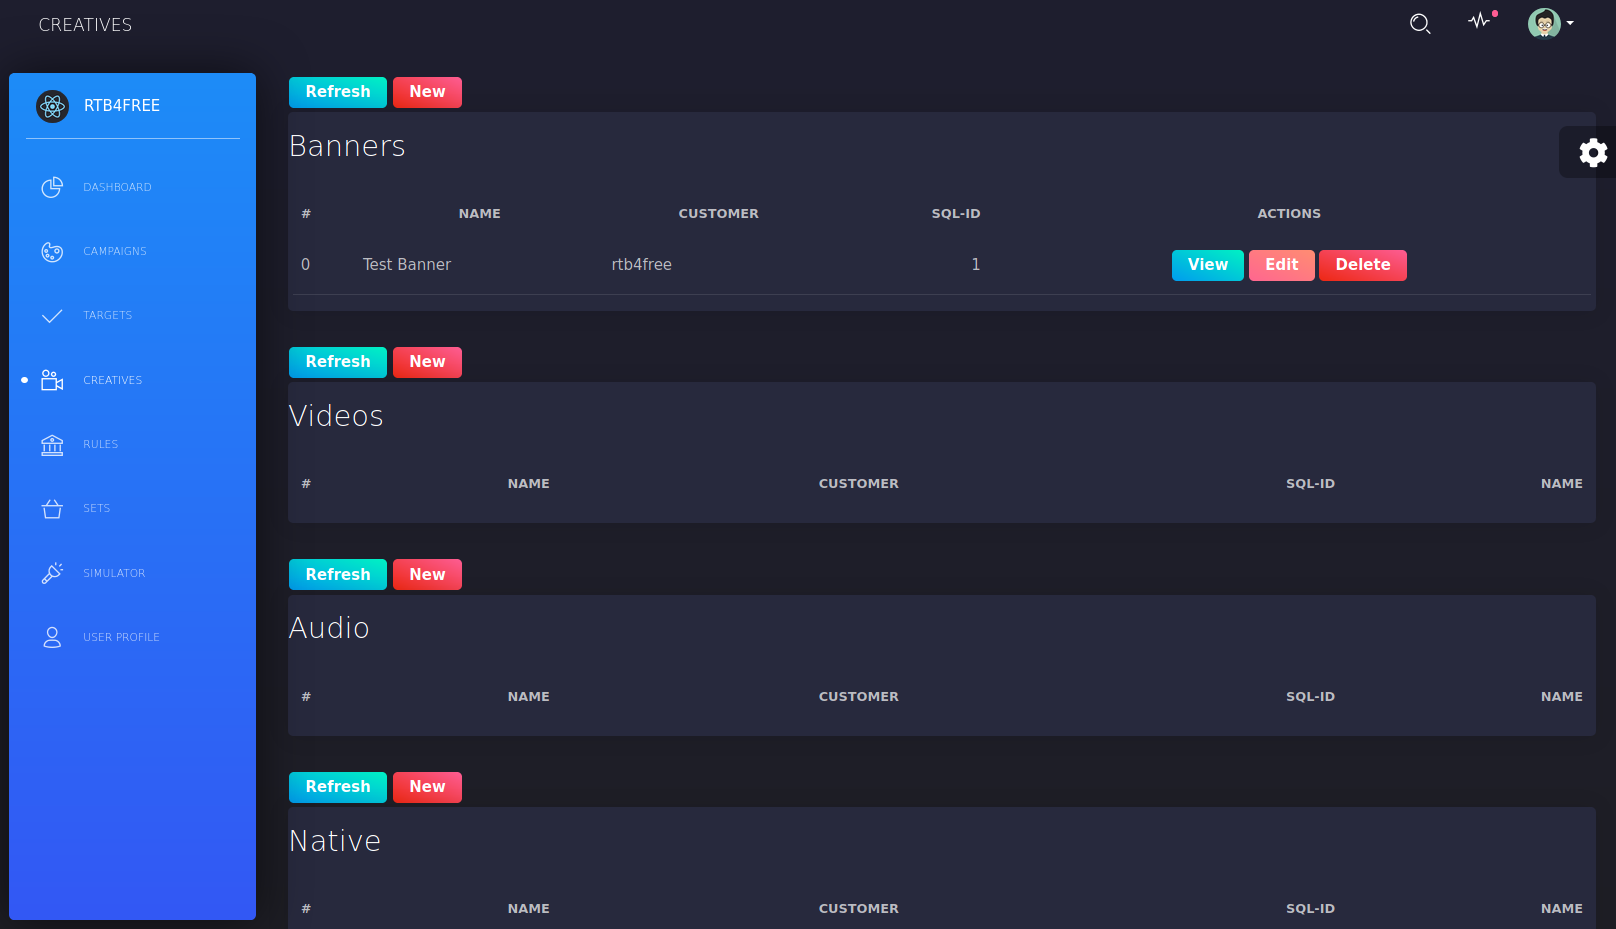 CREATIVES
RTB4FREE
DASHBOARD
CAMPAIGNS
TARGETS
CREATIVES
RULES
SETS
SIMULATOR
USER PROFILE
Refresh New
Banners
# NAME CUSTOMER SQL-ID ACTIONS
0 Test Banner rtb4free 1 View Edit Delete
Refresh New
Videos
# NAME CUSTOMER SQL-ID NAME
Refresh New
Audio
# NAME CUSTOMER SQL-ID NAME
Refresh New
Native
# NAME CUSTOMER SQL-ID NAME